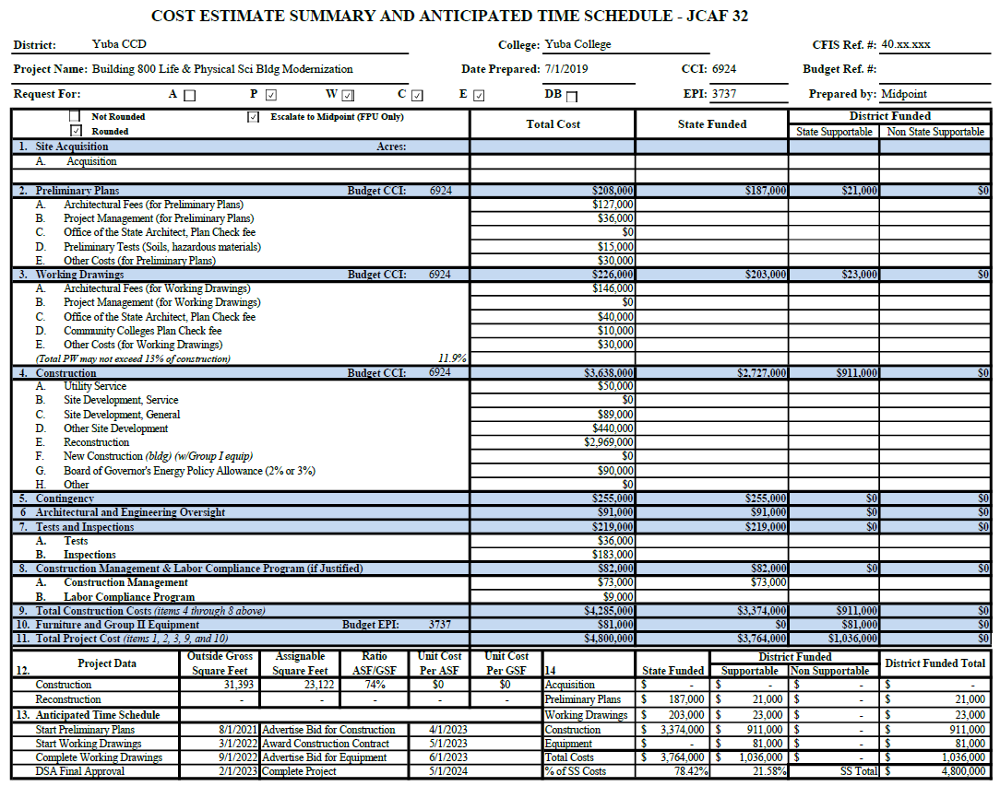 COST ESTIMATE SUMMARY AND ANTICIPATED TIME SCHEDULE - JCAF 32
District: Yuba CCD College: Yuba College CFIS Ref. #: 40.xx.xxx
Project Name: Building 800 Life & Physical Sci Bldg Modernization Date Prepared: 7/1/2019 CCI: 6924 Budget Ref. #:
Request For: A P W C E DB EPI: 3737 Prepared by: Midpoint
Not Rounded Escalate to Midpoint (FPU Only) Total Cost State Funded District Funded
Rounded State Supportable Non State Supportable
1. Site Acquisition Acres:
A. Acquisition
2. Preliminary Plans Budget CCI: 6924 $208,000 $187,000 $21,000 $0
A. Architectural Fees (for Preliminary Plans) $127,000
B. Project Management (for Preliminary Plans) $36,000
C. Office of the State Architect, Plan Check fee $0
D. Preliminary Tests (Soils, hazardous materials) $15,000
E. Other Costs (for Preliminary Plans) $30,000
3. Working Drawings Budget CCI: 6924 $226,000 $203,000 $23,000 $0
A. Architectural Fees (for Working Drawings) $146,000
B. Project Management (for Working Drawings) $0
C. Office of the State Architect, Plan Check fee $40,000
D. Community Colleges Plan Check fee $10,000
E. Other Costs (for Working Drawings) $30,000
(Total PW may not exceed 13% of construction) 11.9%
4. Construction Budget CCI: 6924 $3,638,000 $2,727,000 $911,000 $0
A. Utility Service $50,000
B. Site Development, Service $0
C. Site Development, General $89,000
D. Other Site Development $440,000
E. Reconstruction $2,969,000
F. New Construction (bldg) (w/Group I equip) $0
G. Board of Governor's Energy Policy Allowance (2% or 3%) $90,000
H. Other $0
5. Contingency $255,000 $255,000 $0 $0
6 Architectural and Engineering Oversight $91,000 $91,000 $0 $0
7. Tests and Inspections $219,000 $219,000 $0 $0
A. Tests $36,000
B. Inspections $183,000
8. Construction Management & Labor Compliance Program (if Justified) $82,000 $82,000 $0 $0
A. Construction Management $73,000 $73,000
B. Labor Compliance Program $9,000
9. Total Construction Costs (items 4 through 8 above) $4,285,000 $3,374,000 $911,000 $0
10. Furniture and Group II Equipment Budget EPI: 3737 $81,000 $0 $81,000 $0
11. Total Project Cost (items 1, 2, 3, 9, and 10) $4,800,000 $3,764,000 $1,036,000 $0
12. Project Data Outside Gross Square Feet Assignable Square Feet Ratio ASF/GSF Unit Cost Per ASF Unit Cost Per GSF
Construction 31,393 23,122 74% $0 $0
Reconstruction - - - - -
13. Anticipated Time Schedule
Start Preliminary Plans 8/1/2021 Advertise Bid for Construction 4/1/2023
Start Working Drawings 3/1/2022 Award Construction Contract 5/1/2023
Complete Working Drawings 9/1/2022 Advertise Bid for Equipment 6/1/2023
DSA Final Approval 2/1/2023 Complete Project 5/1/2024
14 State Funded District Funded Supportable Non Supportable District Funded Total
Acquisition $ - $ - $ - $ -
Preliminary Plans $ 187,000 $ 21,000 $ - $ 21,000
Working Drawings $ 203,000 $ 23,000 $ - $ 23,000
Construction $ 3,374,000 $ 911,000 $ - $ 911,000
Equipment $ - $ 81,000 $ - $ 81,000
Total Costs $ 3,764,000 $ 1,036,000 $ - $ 1,036,000
% of SS Costs 78.42% 21.58% SS Total $ 4,800,000